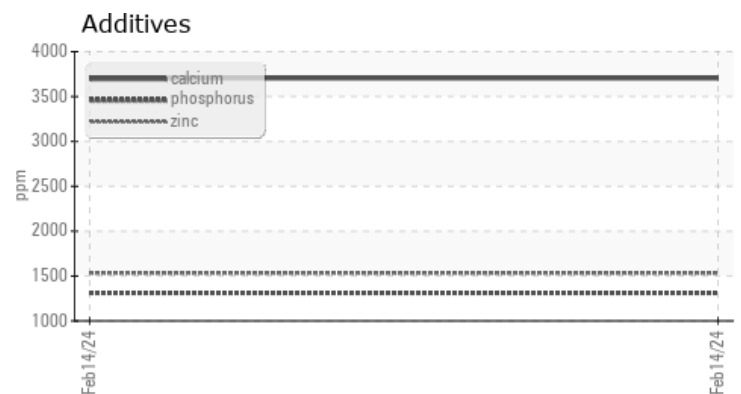 Additives
4000
3500
3000
2500
2000
1500
1000
ppm
calcium
phosphorus
zinc
Feb14/24
Feb14/24